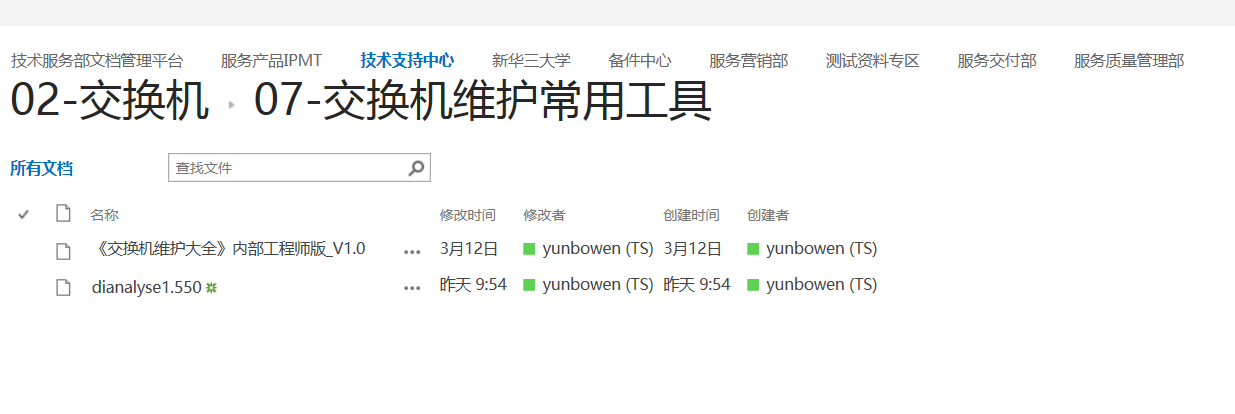 技术服务部文档管理平台 服务产品IPMT 技术支持中心 新华三大学 备件中心 服务营销部 测试资料专区 服务交付部 服务质量管理部
02-交换机 ▸ 07-交换机维护常用工具
所有文档 查找文件
名称 修改时间 修改者 创建时间 创建者
《交换机维护大全》内部工程师版_V1.0 ... 3月12日 yunbowen (TS) 3月12日 yunbowen (TS)
dianalyse1.550 ... 昨天 9:54 yunbowen (TS) 昨天 9:54 yunbowen (TS)